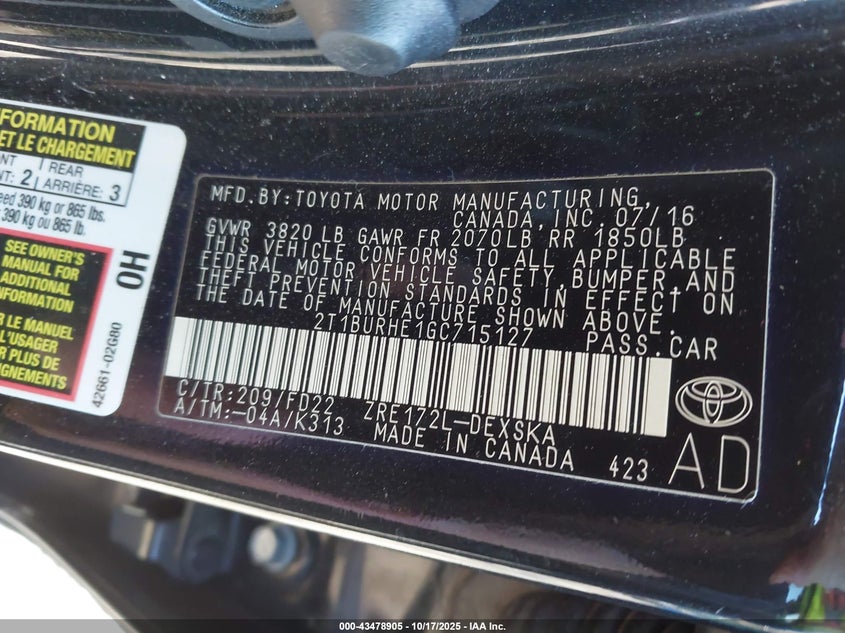 FORMATION
ET LE CHARGEMENT
REAR
NT: 2 ARRIÈRE: 3
eed 390 kg or 865 lbs.
390 kg ou 865 lb.
SEE OWNER'S
MANUAL FOR
ADDITIONAL
INFORMATION
LE MANUEL
L'USAGER
PLUS DE
IGNEMENTS
OH
42661-02G80
MFD.BY:TOYOTA MOTOR MANUFACTURING,
CANADA,INC.07/16
GVWR 3820 LB GAWR FR 2070LB RR 1850LB
THIS VEHICLE CONFORMS TO ALL APPLICABLE
FEDERAL MOTOR VEHICLE SAFETY,BUMPER,AND
THEFT PREVENTION STANDARDS IN EFFECT ON
THE DATE OF MANUFACTURE SHOWN ABOVE.
2T1BURHE1GC715127 PASS.CAR
C/TR:209/FD22 ZRE172L-DEXSKA
A/TM:-04A/K313 MADE IN CANADA 423
AD
000-43478905 - 10/17/2025 - IAA Inc.